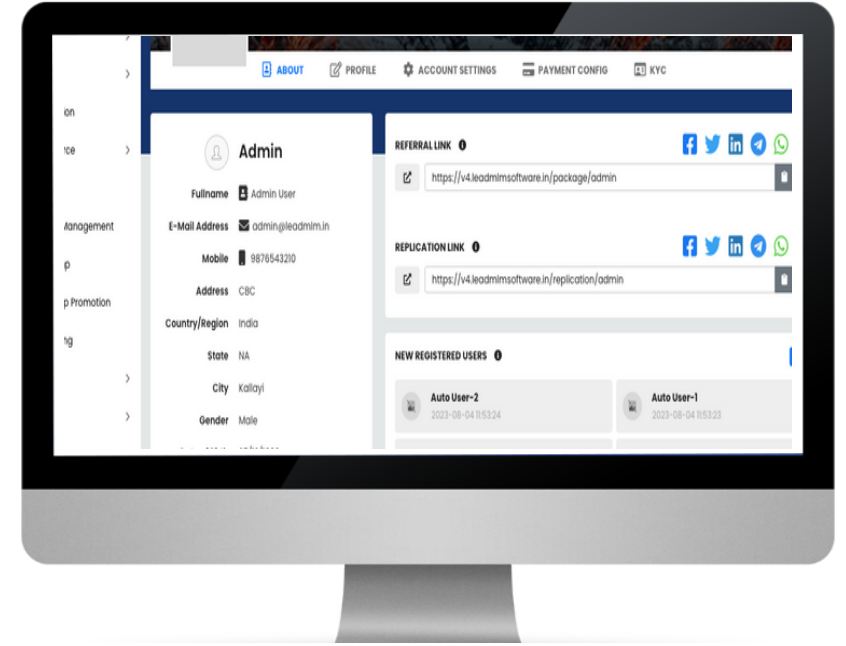 ABOUT PROFILE ACCOUNT SETTINGS PAYMENT CONFIG KYC
ion
rce
Management
p
p Promotion
ng
Admin
Fullname Admin User
E-Mail Address admin@leadmlm.in
Mobile 9876543210
Address CBC
Country/Region India
State NA
City Kallayi
Gender Male
REFERRAL LINK
https://v4.leadmlmsoftware.in/package/admin
REPLICATION LINK
https://v4.leadmlmsoftware.in/replication/admin
NEW REGISTERED USERS
Auto User-2
2023-08-04 11:53:24
Auto User-1
2023-08-04 11:53:23